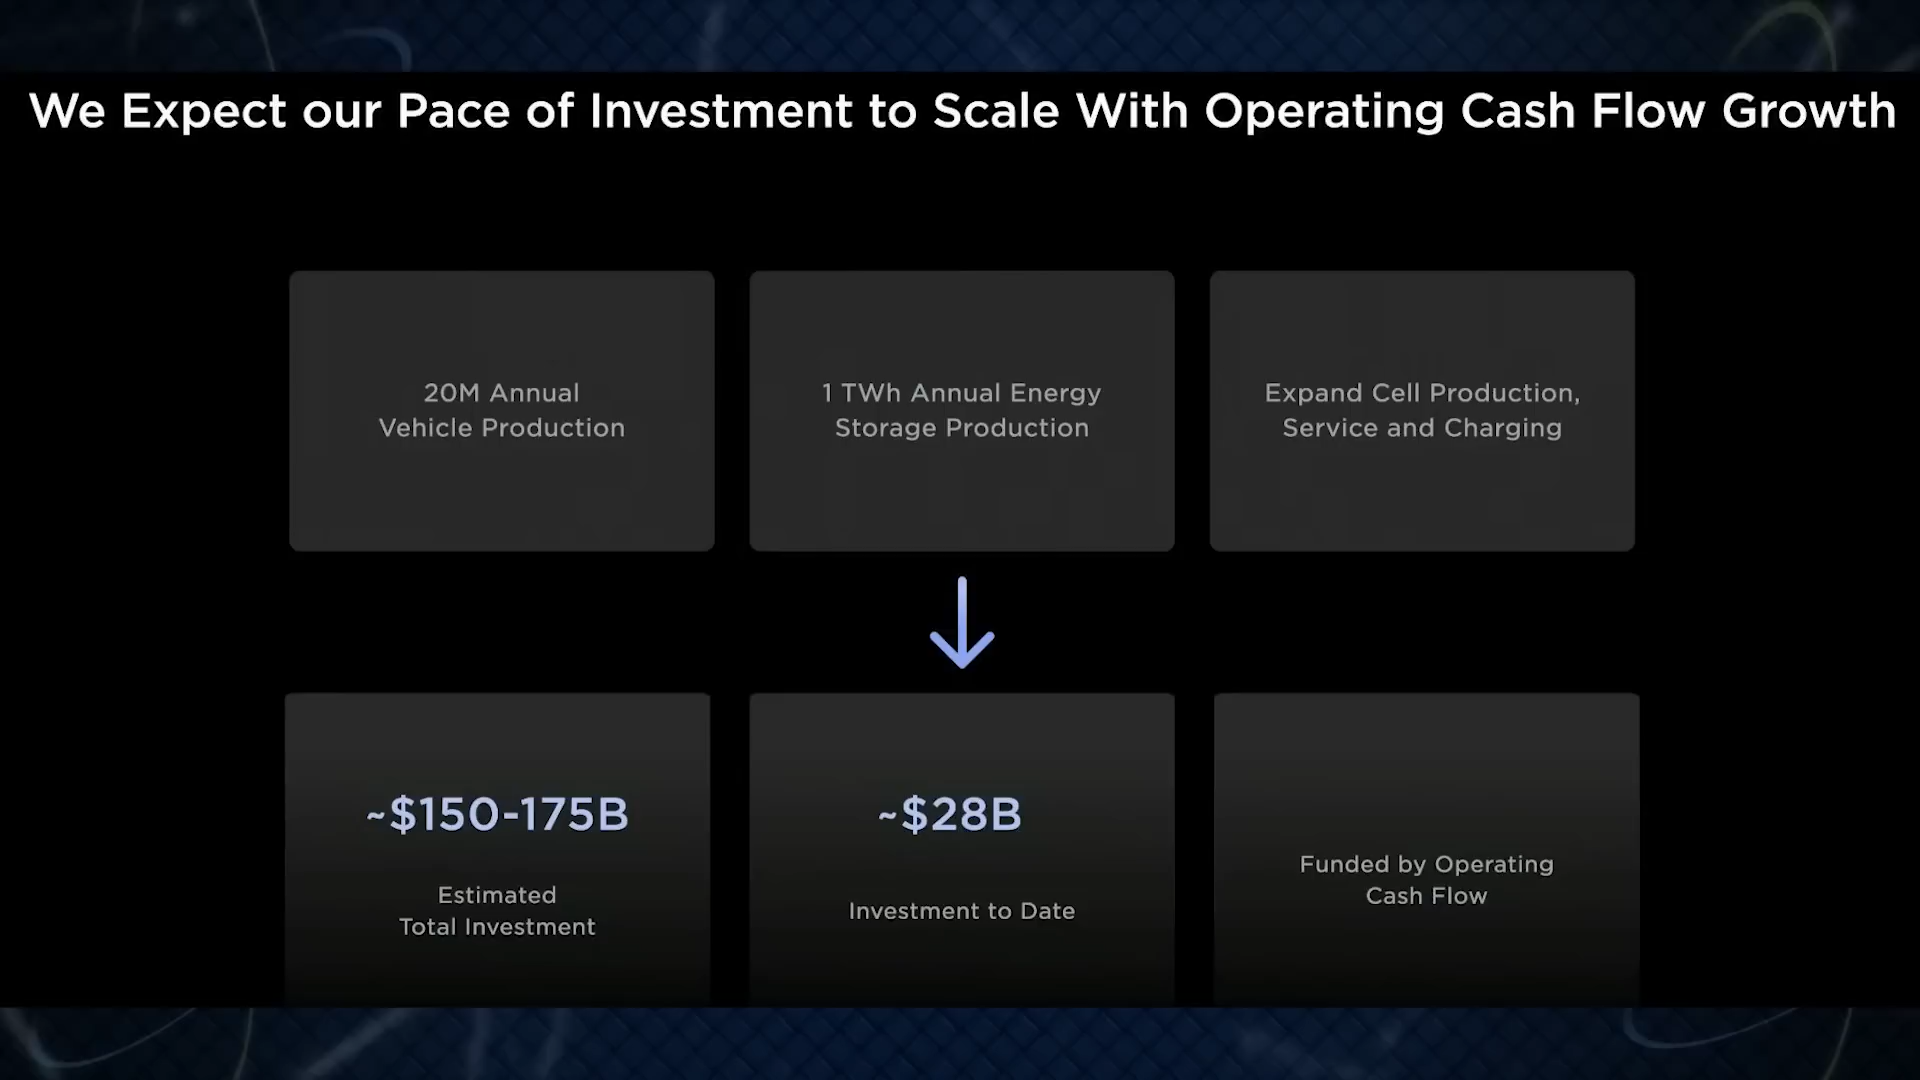 We Expect our Pace of Investment to Scale With Operating Cash Flow Growth
20M Annual
Vehicle Production
1 TWh Annual Energy
Storage Production
Expand Cell Production,
Service and Charging
~$150-175B
Estimated
Total Investment
~$28B
Investment to Date
Funded by Operating
Cash Flow